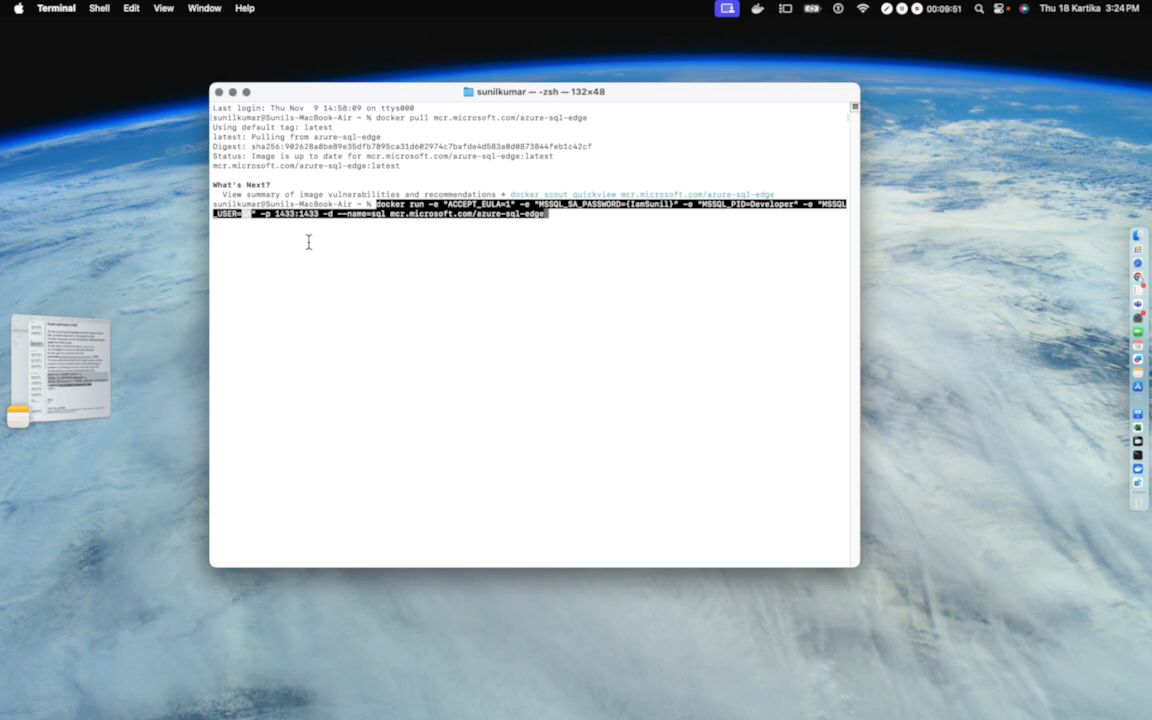 Terminal Shell Edit View Window Help 00:09:51 Thu 18 Kartika 3:24 PM
sunilkumar — -zsh — 132×48
Last login: Thu Nov  9 14:58:09 on ttys000
[sunilkumar@Sunils-MacBook-Air ~ % docker pull mcr.microsoft.com/azure-sql-edge ]
Using default tag: latest
latest: Pulling from azure-sql-edge
Digest: sha256:902628a8be89e35dfb7895ca31d602974c7bafde4d583a0d0873844feb1c42cf
Status: Image is up to date for mcr.microsoft.com/azure-sql-edge:latest
mcr.microsoft.com/azure-sql-edge:latest
What's Next?
View summary of image vulnerabilities and recommendations → docker scout quickview mcr.microsoft.com/azure-sql-edge
sunilkumar@Sunils-MacBook-Air ~ % docker run -e "ACCEPT_EULA=1" -e "MSSQL_SA_PASSWORD={IamSunil}" -e "MSSQL_PID=Developer" -e "MSSQL
_USER= " -p 1433:1433 -d --name=sql mcr.microsoft.com/azure-sql-edge